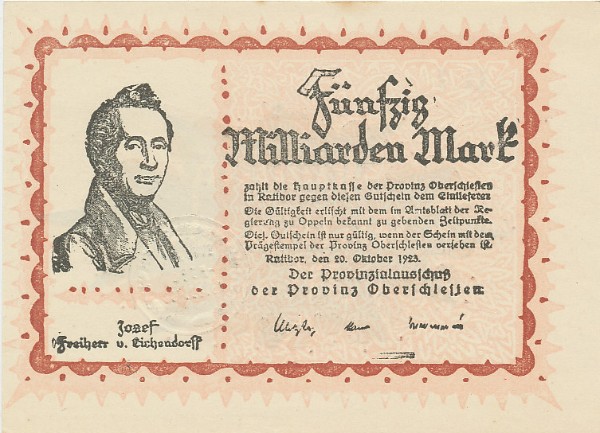 Fünfzig
Milliarden Mark
zahlt die Hauptkasse der Provinz Oberschlesien
in Ratibor gegen diesen Gutschein dem Einlieferer
Die Gültigkeit erlischt mit dem im Amtsblatt der Re-
gierung zu Oppeln bekannt zu gebenden Zeitpunkte.
Dies. Gutschein ist nur gültig, wenn der Schein mit dem
Prägestempel der Provinz Oberschlesien versehen ist.
Ratibor, den 20. Oktober 1923.
Der Provinzialausschuß
der Provinz Oberschlesien
Josef
Freiherr v. Eichendorff